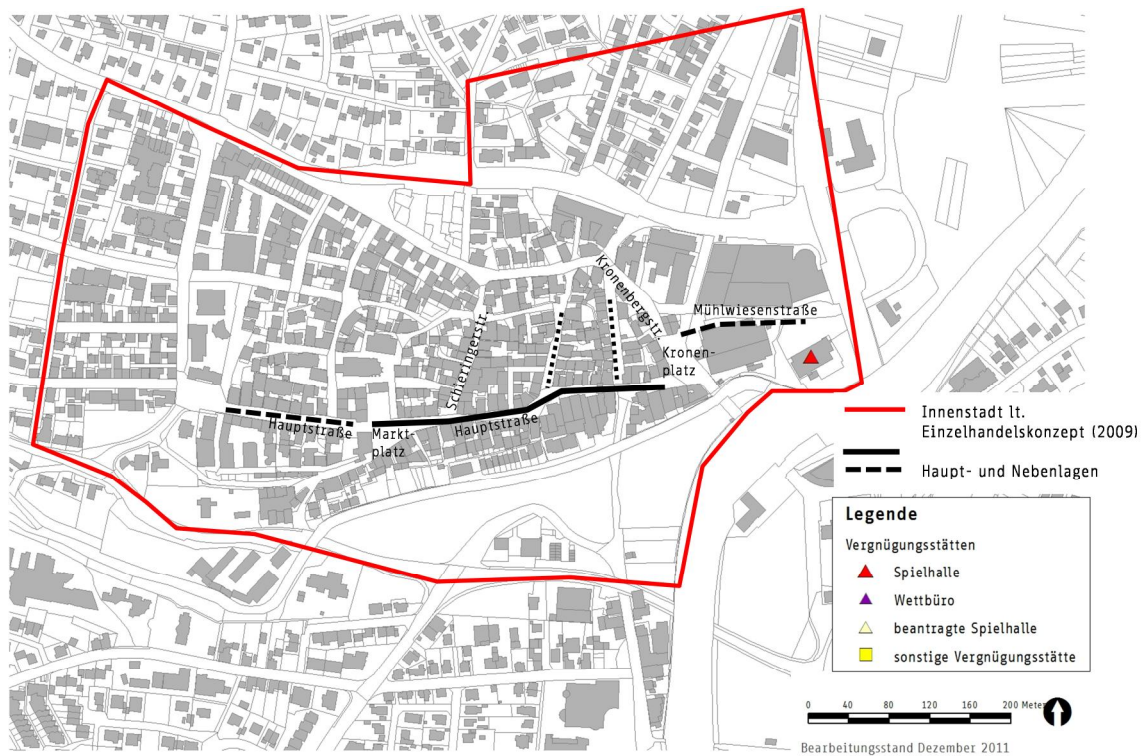 Kronenbergstr.
Mühlwiesenstraße
Schieringerstr.
Kronen-
platz
Hauptstraße
Markt-
platz
Hauptstraße
Innenstadt lt.
Einzelhandelskonzept (2009)
Haupt- und Nebenlagen
Legende
Vergnügungsstätten
Spielhalle
Wettbüro
beantragte Spielhalle
sonstige Vergnügungsstätte
0 40 80 120 160 200 Meter
Bearbeitungsstand Dezember 2011